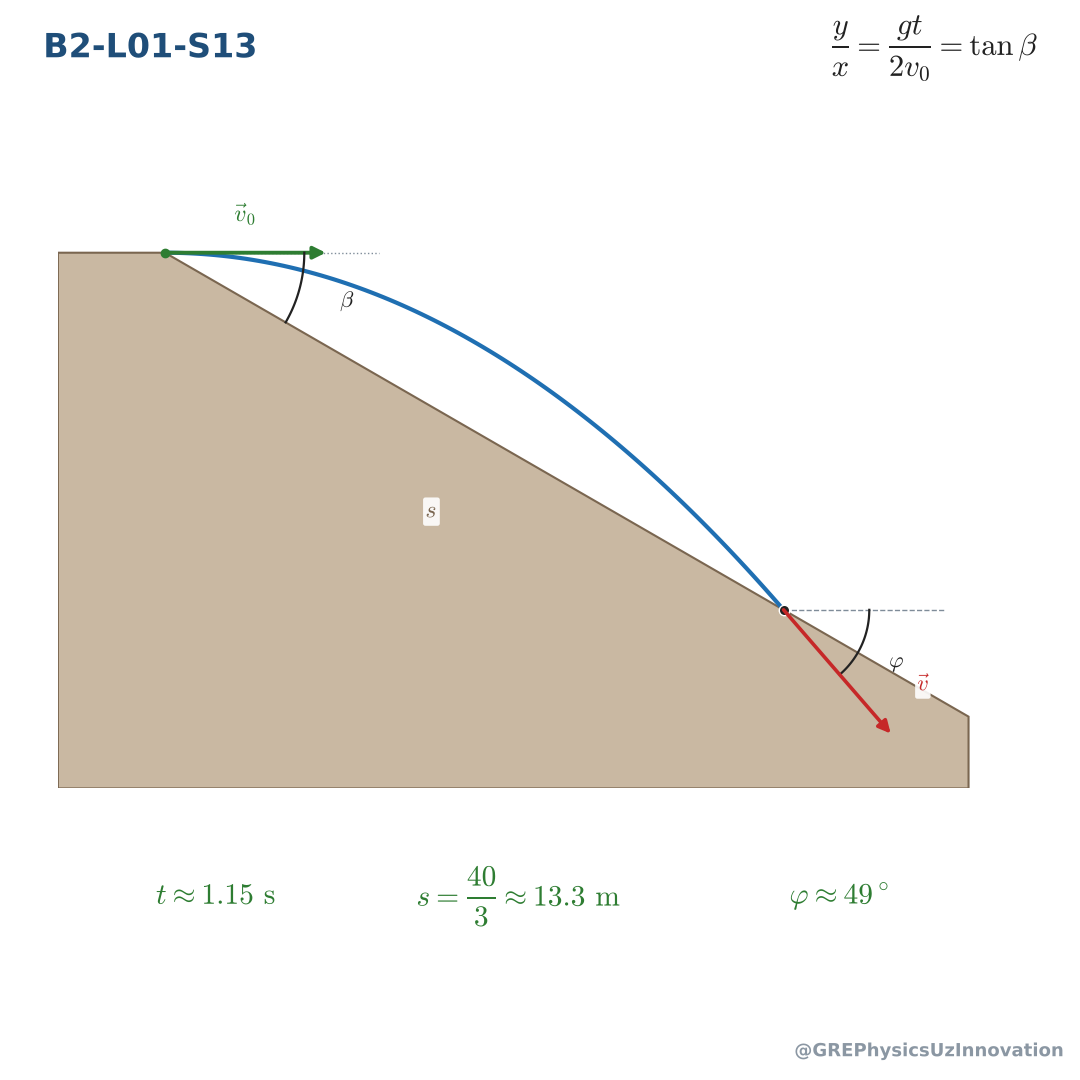 B2-L01-S13
y/x = gt/2v₀ = tan β
v⃗₀
β
s
φ
v⃗
t ≈ 1.15 s
s = 40/3 ≈ 13.3 m
φ ≈ 49°
@GREPhysicsUzInnovation